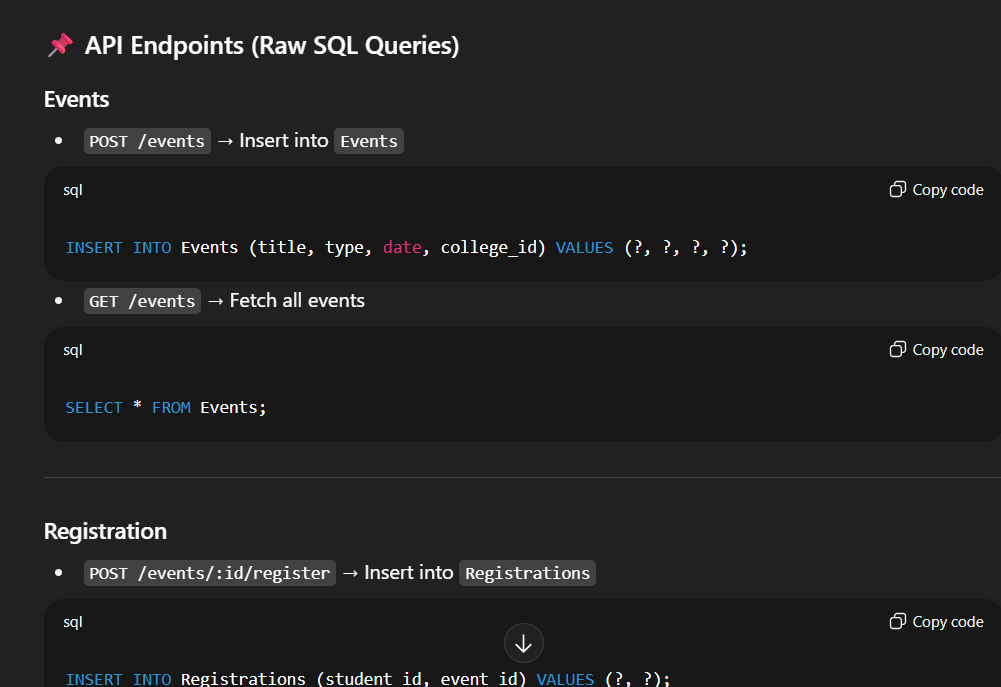 📌 API Endpoints (Raw SQL Queries)
Events
• POST /events → Insert into Events
sql Copy code
INSERT INTO Events (title, type, date, college_id) VALUES (?, ?, ?, ?);
• GET /events → Fetch all events
sql Copy code
SELECT * FROM Events;
Registration
• POST /events/:id/register → Insert into Registrations
sql Copy code
INSERT INTO Registrations (student_id, event_id) VALUES (?, ?);